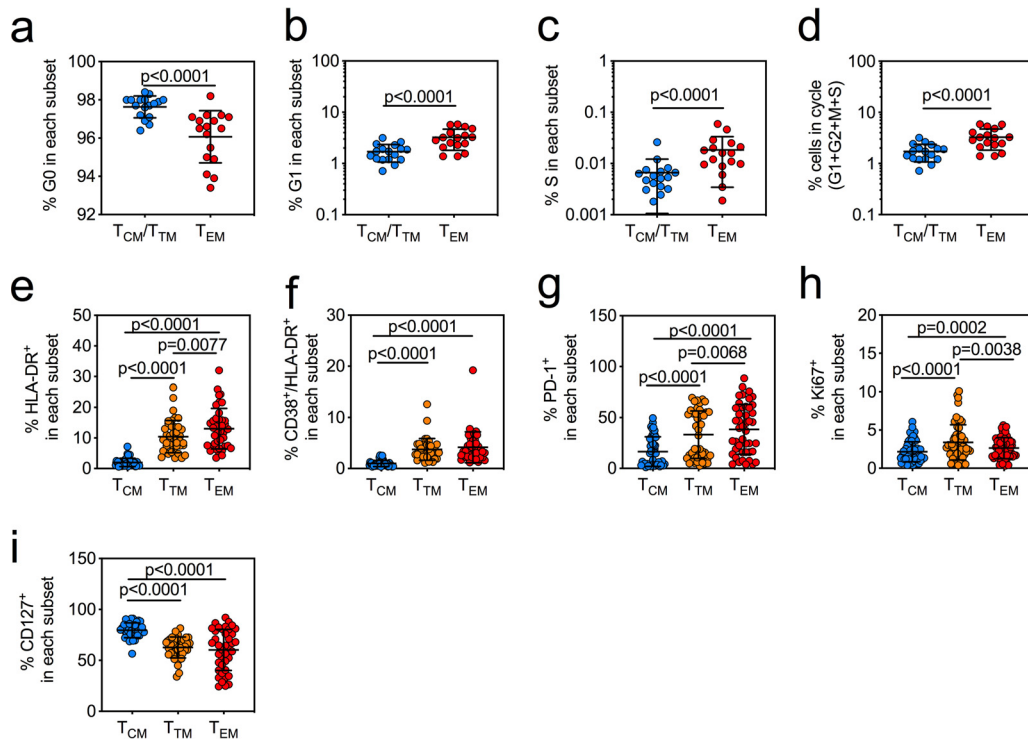 a
% G0 in each subset
100
98
96
94
92
p<0.0001
TCM/TTM
TEM
b
% G1 in each subset
100
10
1
0.1
p<0.0001
TCM/TTM
TEM
c
% S in each subset
1
0.1
0.01
0.001
p<0.0001
TCM/TTM
TEM
d
% cells in cycle
(G1+G2+M+S)
100
10
1
0.1
p<0.0001
TCM/TTM
TEM
e
% HLA-DR+
in each subset
50
40
30
20
10
0
p<0.0001
p=0.0077
p<0.0001
TCM
TTM
TEM
f
% CD38+/HLA-DR+
in each subset
30
20
10
0
p<0.0001
p<0.0001
TCM
TTM
TEM
g
% PD-1+
in each subset
150
100
50
0
p<0.0001
p=0.0068
p<0.0001
TCM
TTM
TEM
h
% Ki67+
in each subset
20
15
10
5
0
p=0.0002
p=0.0038
p<0.0001
TCM
TTM
TEM
i
% CD127+
in each subset
150
100
50
0
p<0.0001
p<0.0001
TCM
TTM
TEM